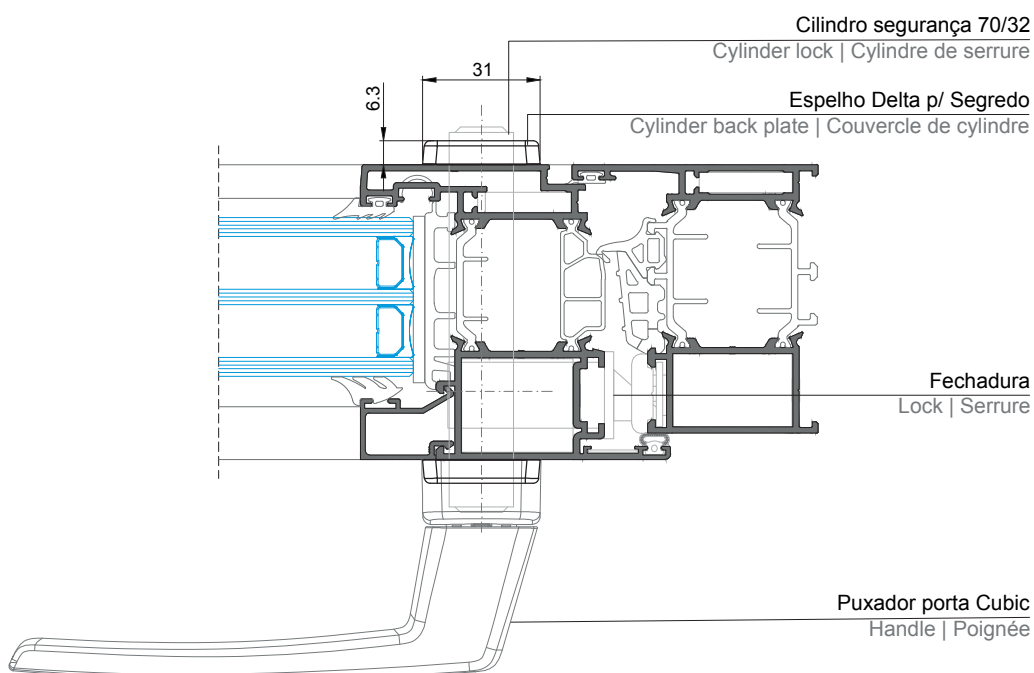 Cilindro segurança 70/32
Cylinder lock | Cylindre de serrure
31
6.3
Espelho Delta p/ Segredo
Cylinder back plate | Couvercle de cylindre
Fechadura
Lock | Serrure
Puxador porta Cubic
Handle | Poignée